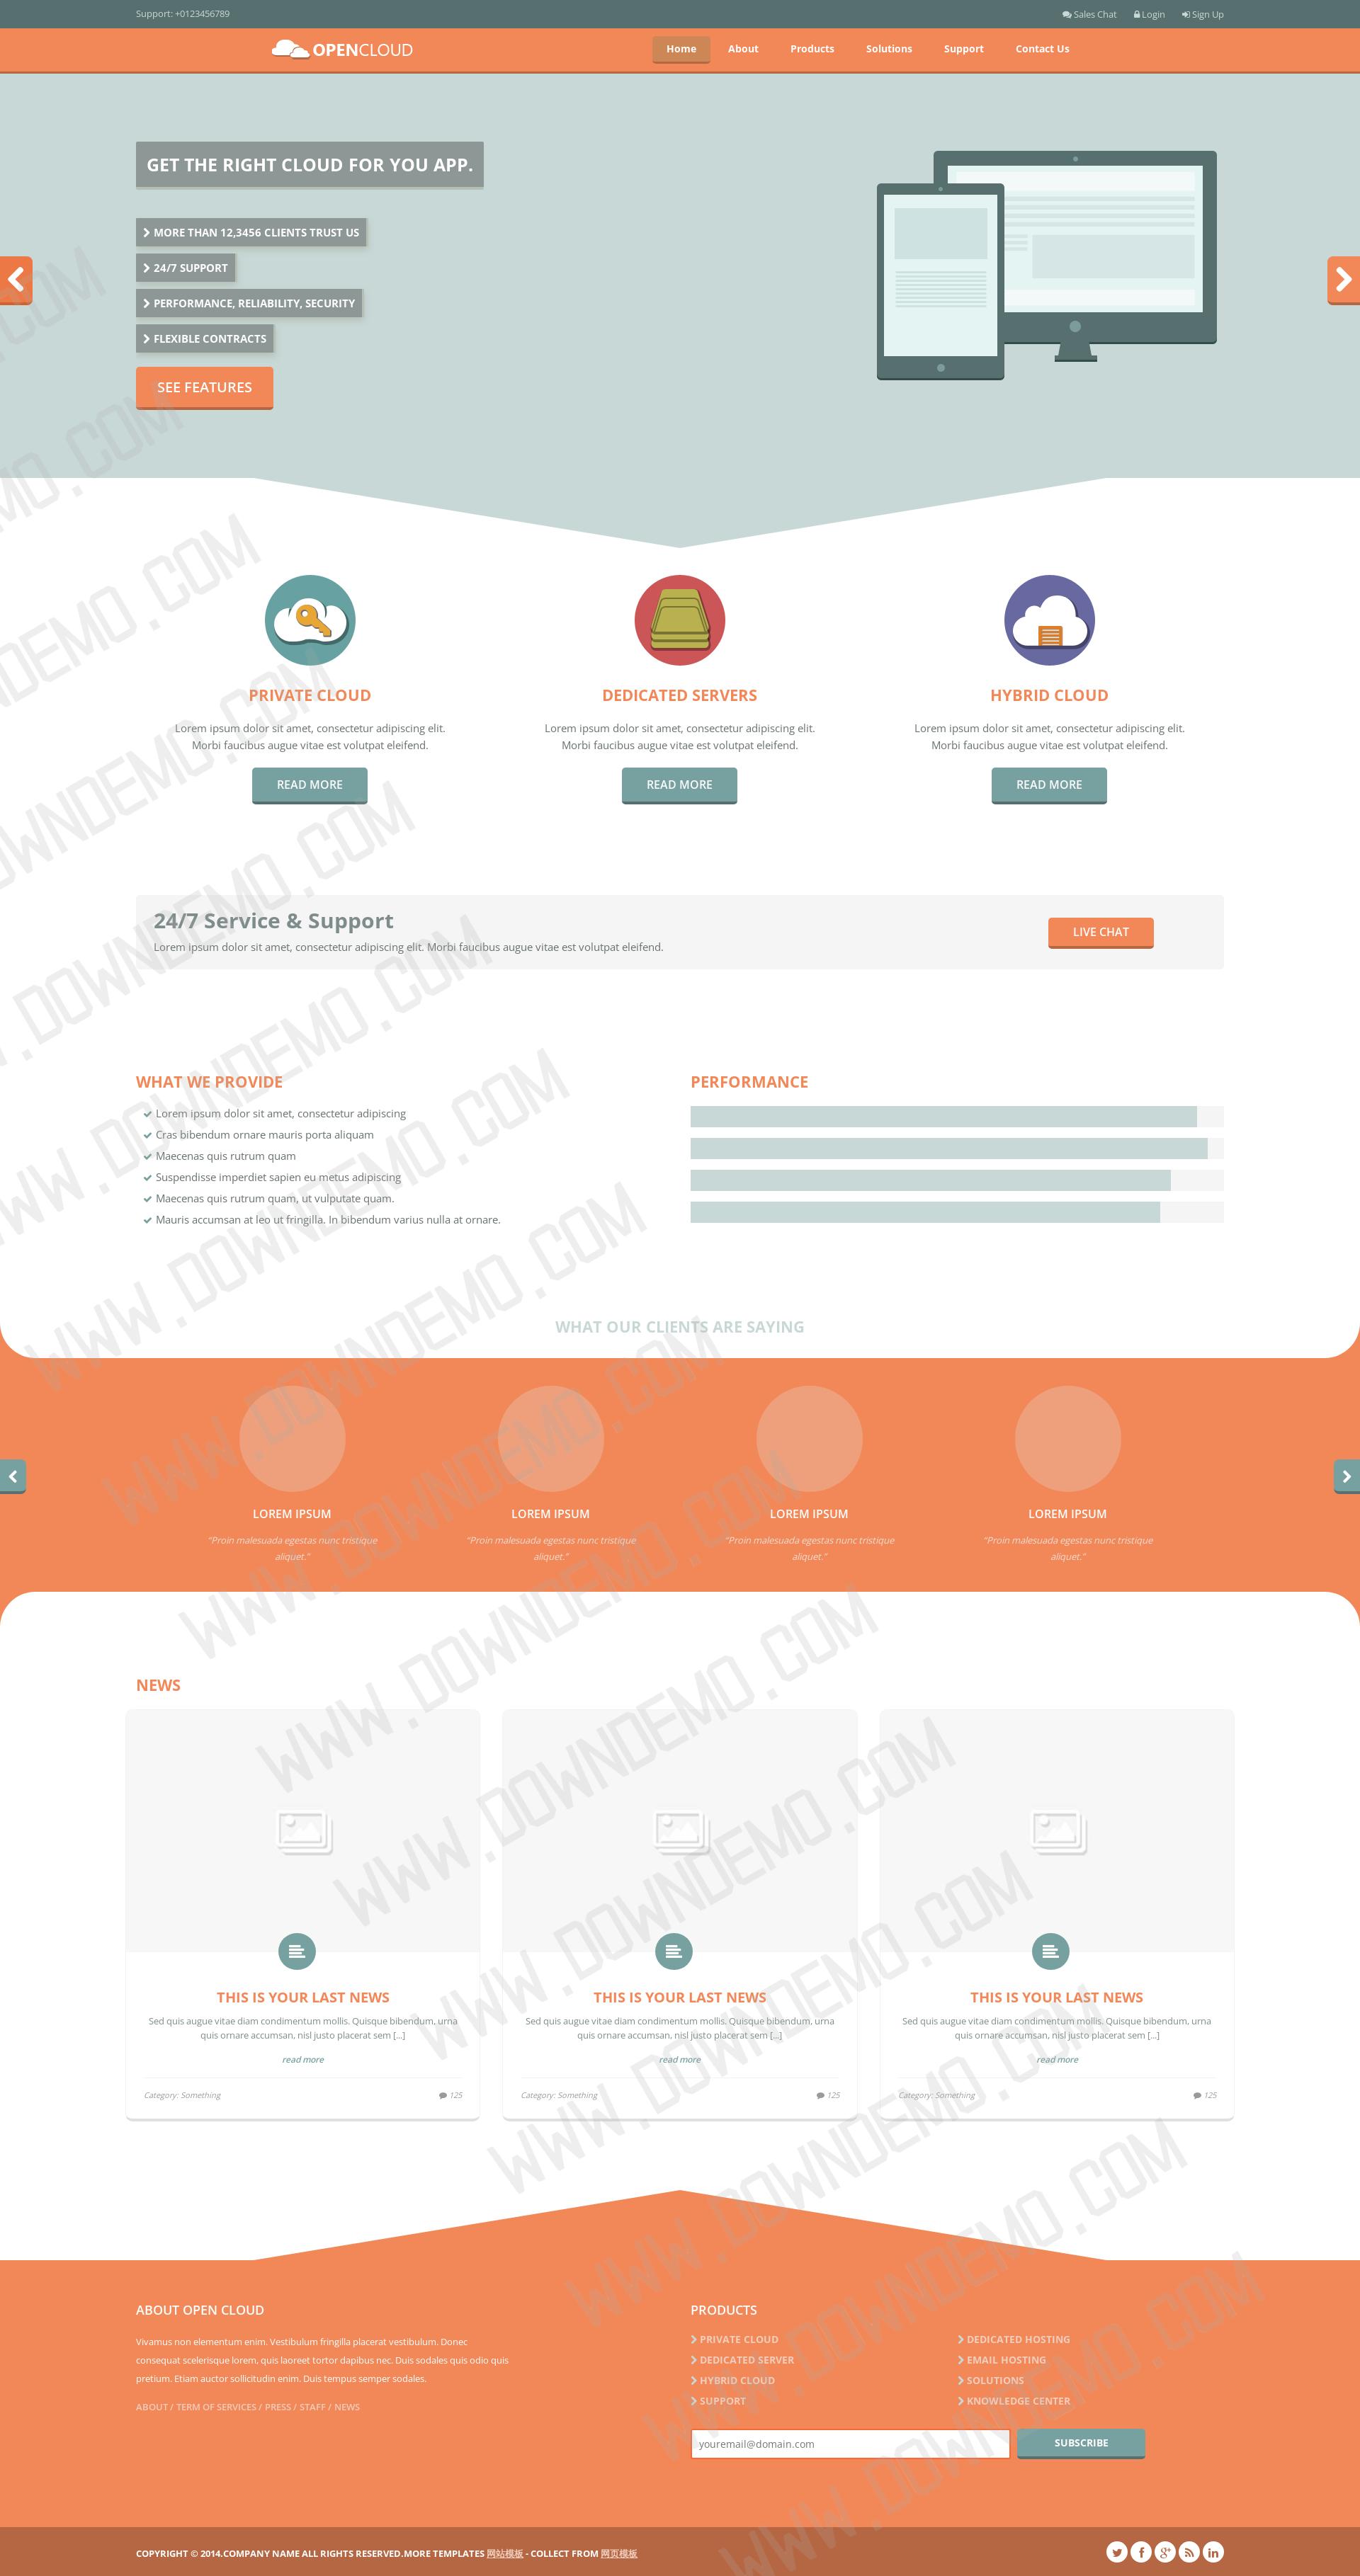 Support: +0123456789
Sales Chat Login Sign Up
OPENCLOUD
Home About Products Solutions Support Contact Us
GET THE RIGHT CLOUD FOR YOU APP.
MORE THAN 12,3456 CLIENTS TRUST US
24/7 SUPPORT
PERFORMANCE, RELIABILITY, SECURITY
FLEXIBLE CONTRACTS
SEE FEATURES
PRIVATE CLOUD
Lorem ipsum dolor sit amet, consectetur adipiscing elit.
Morbi faucibus augue vitae est volutpat eleifend.
READ MORE
DEDICATED SERVERS
Lorem ipsum dolor sit amet, consectetur adipiscing elit.
Morbi faucibus augue vitae est volutpat eleifend.
READ MORE
HYBRID CLOUD
Lorem ipsum dolor sit amet, consectetur adipiscing elit.
Morbi faucibus augue vitae est volutpat eleifend.
READ MORE
24/7 Service & Support
Lorem ipsum dolor sit amet, consectetur adipiscing elit. Morbi faucibus augue vitae est volutpat eleifend.
LIVE CHAT
WHAT WE PROVIDE
Lorem ipsum dolor sit amet, consectetur adipiscing
Cras bibendum ornare mauris porta aliquam
Maecenas quis rutrum quam
Suspendisse imperdiet sapien eu metus adipiscing
Maecenas quis rutrum quam, ut vulputate quam.
Mauris accumsan at leo ut fringilla. In bibendum varius nulla at ornare.
PERFORMANCE
WHAT OUR CLIENTS ARE SAYING
LOREM IPSUM
“Proin malesuada egestas nunc tristique
aliquet.”
LOREM IPSUM
“Proin malesuada egestas nunc tristique
aliquet.”
LOREM IPSUM
“Proin malesuada egestas nunc tristique
aliquet.”
LOREM IPSUM
“Proin malesuada egestas nunc tristique
aliquet.”
NEWS
THIS IS YOUR LAST NEWS
Sed quis augue vitae diam condimentum mollis. Quisque bibendum, urna
quis ornare accumsan, nisl justo placerat sem [...]
read more
Category: Something 125
THIS IS YOUR LAST NEWS
Sed quis augue vitae diam condimentum mollis. Quisque bibendum, urna
quis ornare accumsan, nisl justo placerat sem [...]
read more
Category: Something 125
THIS IS YOUR LAST NEWS
Sed quis augue vitae diam condimentum mollis. Quisque bibendum, urna
quis ornare accumsan, nisl justo placerat sem [...]
read more
Category: Something 125
ABOUT OPEN CLOUD
Vivamus non elementum enim. Vestibulum fringilla placerat vestibulum. Donec
consequat scelerisque lorem, quis laoreet tortor dapibus nec. Duis sodales quis odio quis
pretium. Etiam auctor sollicitudin enim. Duis tempus semper sodales.
ABOUT / TERM OF SERVICES / PRESS / STAFF / NEWS
PRODUCTS
PRIVATE CLOUD
DEDICATED SERVER
HYBRID CLOUD
SUPPORT
DEDICATED HOSTING
EMAIL HOSTING
SOLUTIONS
KNOWLEDGE CENTER
youremail@domain.com SUBSCRIBE
COPYRIGHT © 2014.COMPANY NAME ALL RIGHTS RESERVED.MORE TEMPLATES 网站模板 - COLLECT FROM 网页模板
WWW.DOWNDEMO.COM